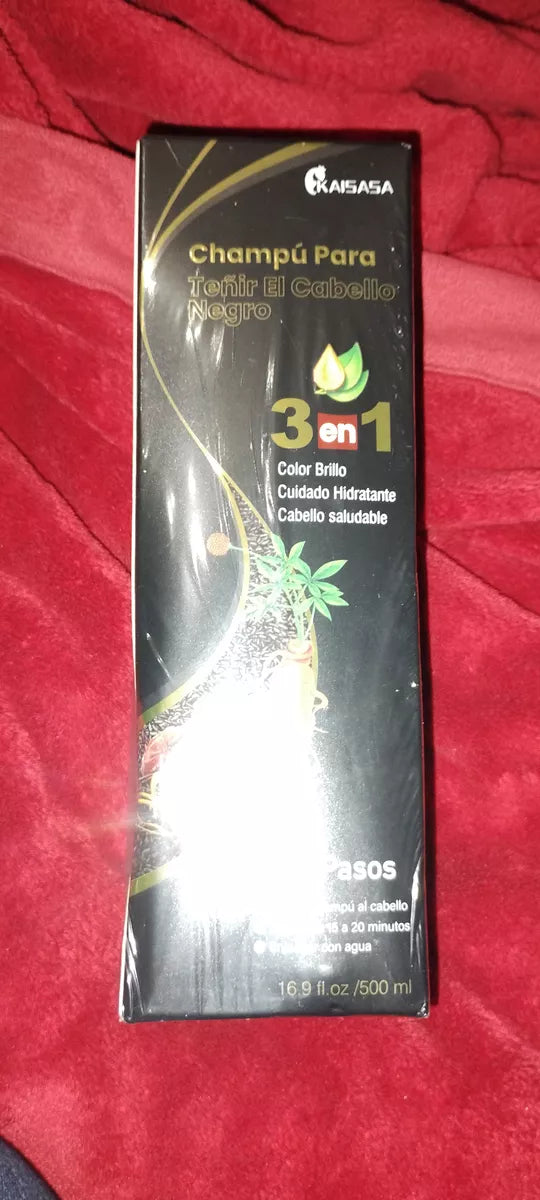 KAISASA
Champú Para
Teñir El Cabello
Negro
3 en 1
Color Brillo
Cuidado Hidratante
Cabello saludable
Pasos
al cabello
15 a 20 minutos
con agua
16.9 fl.oz /500 ml